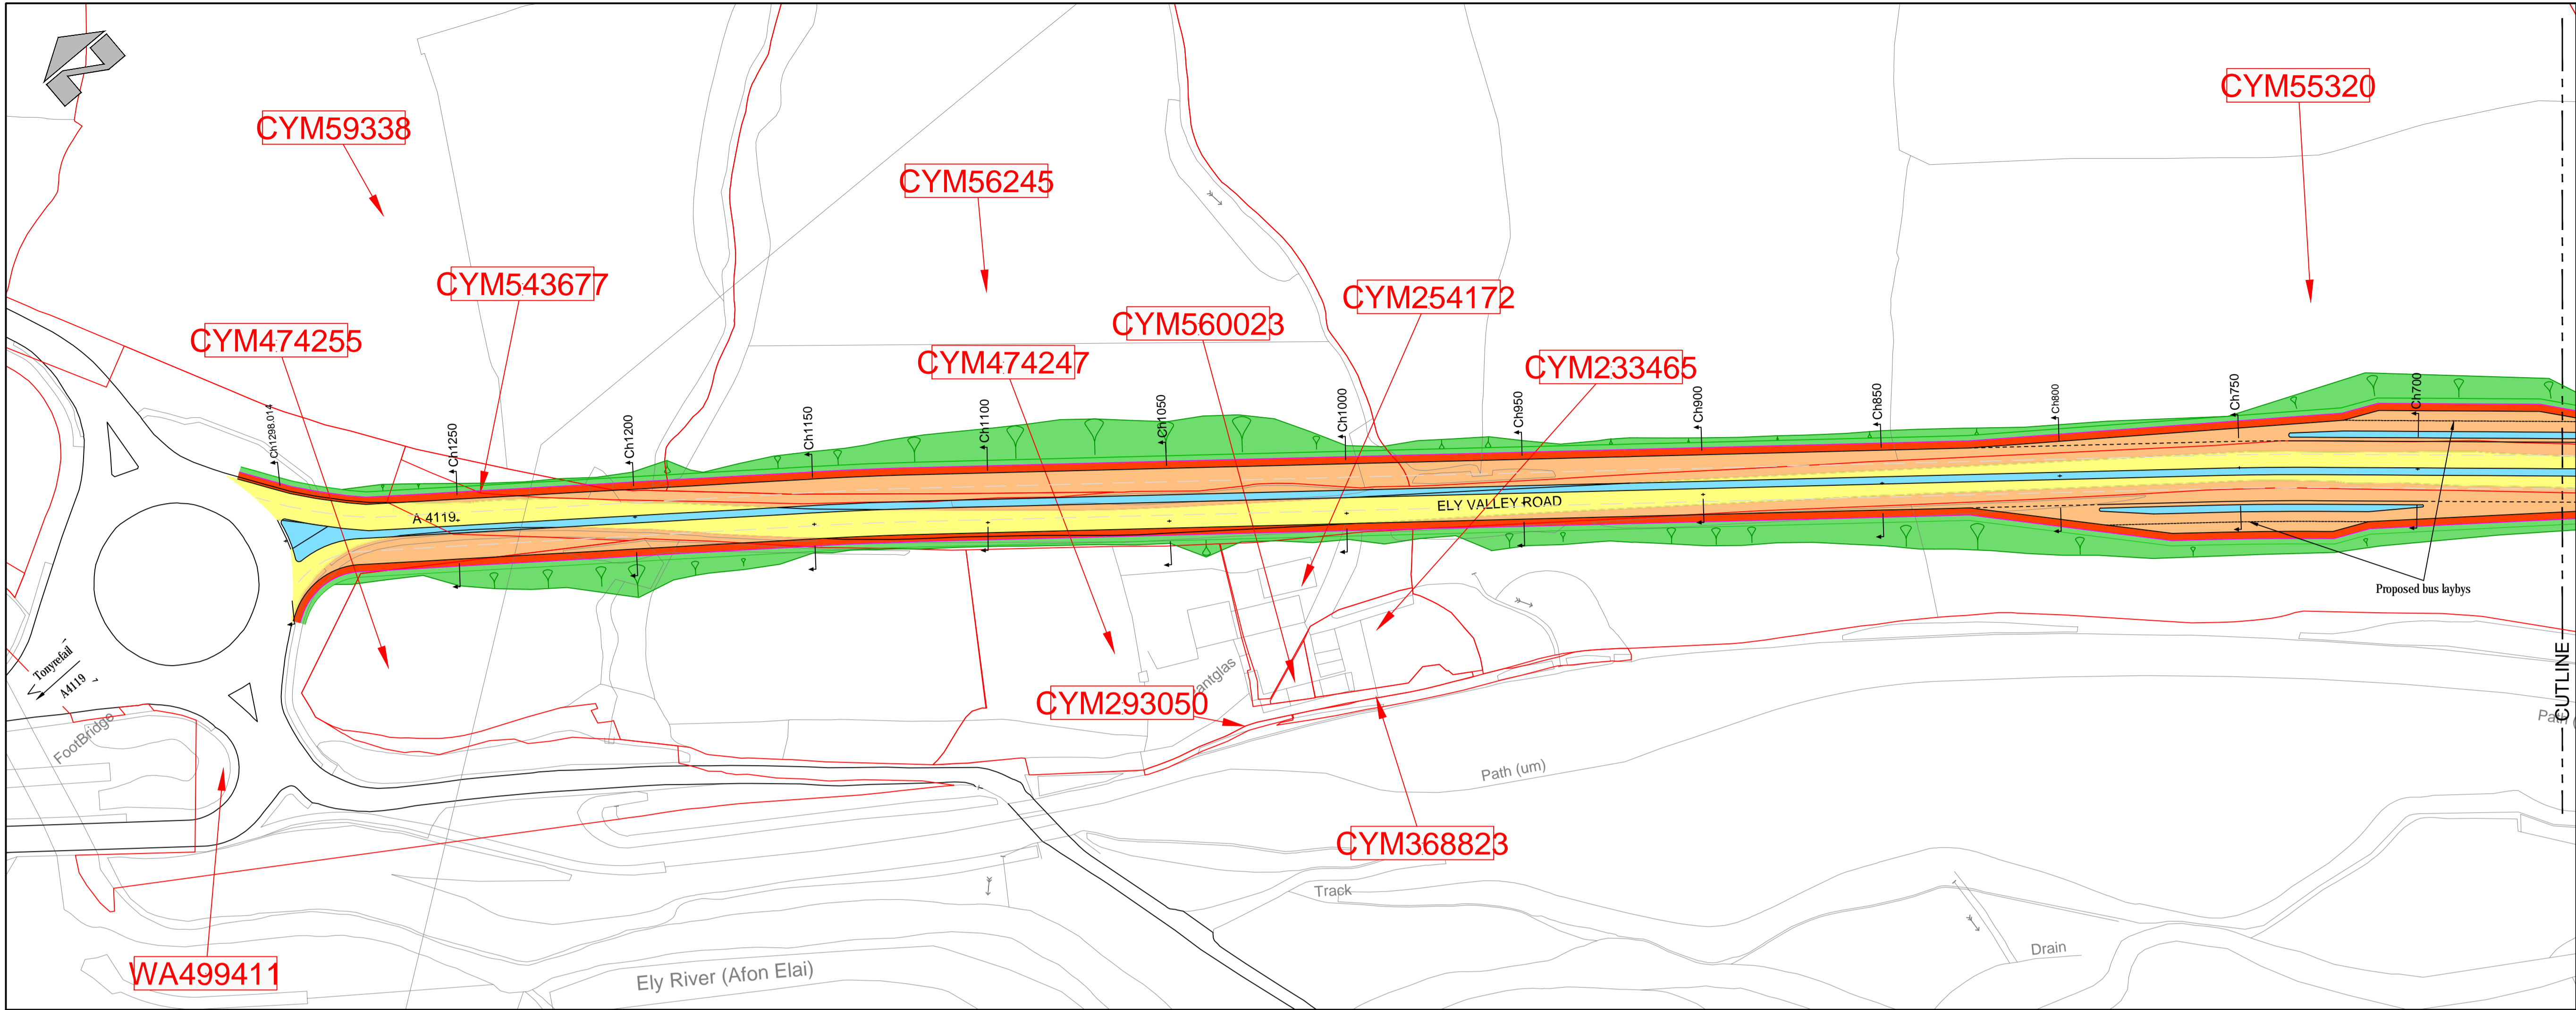 CYM55320
CYM59338
CYM56245
CYM543677
CYM254172
CYM560023
CYM474255
CYM474247
CYM233465
Ch1298.014
Ch1250
Ch1200
Ch1150
Ch1100
Ch1050
Ch1000
Ch950
Ch900
Ch850
Ch800
Ch750
Ch700
A 4119
ELY VALLEY ROAD
Proposed bus laybys
Tonyrefail
A4119
FootBridge
CYM293050
CUTLINE
Path (um)
CYM368823
Track
Drain
WA499411
Ely River (Afon Elai)